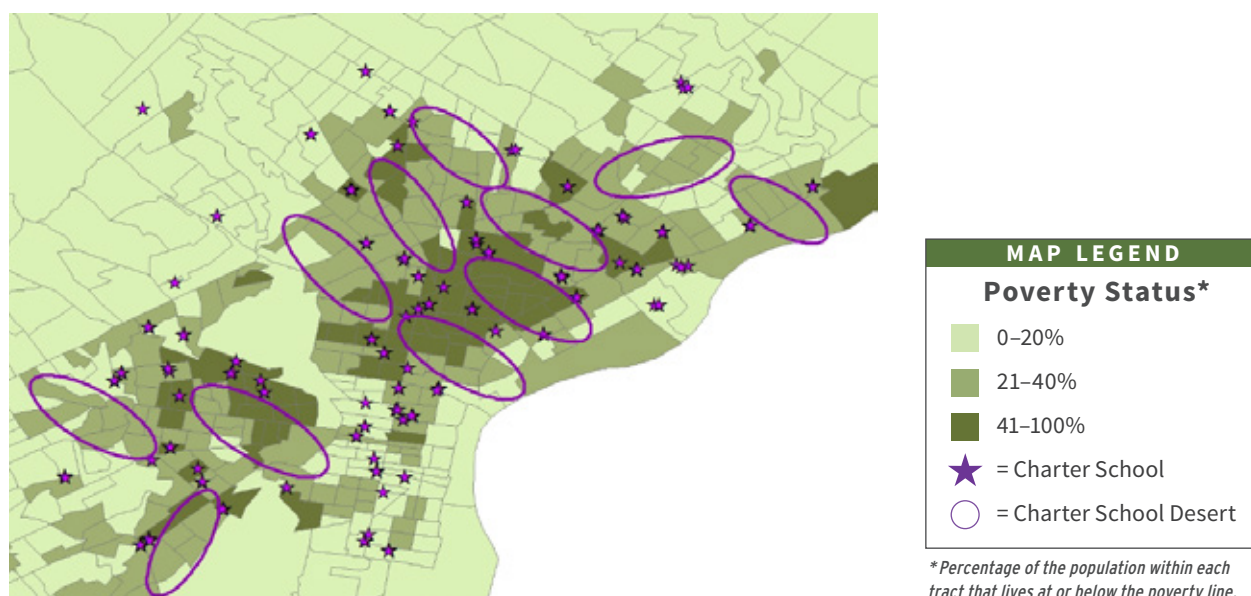 MAP LEGEND
Poverty Status*
0–20%
21–40%
41–100%
= Charter School
= Charter School Desert
*Percentage of the population within each
tract that lives at or below the poverty line.